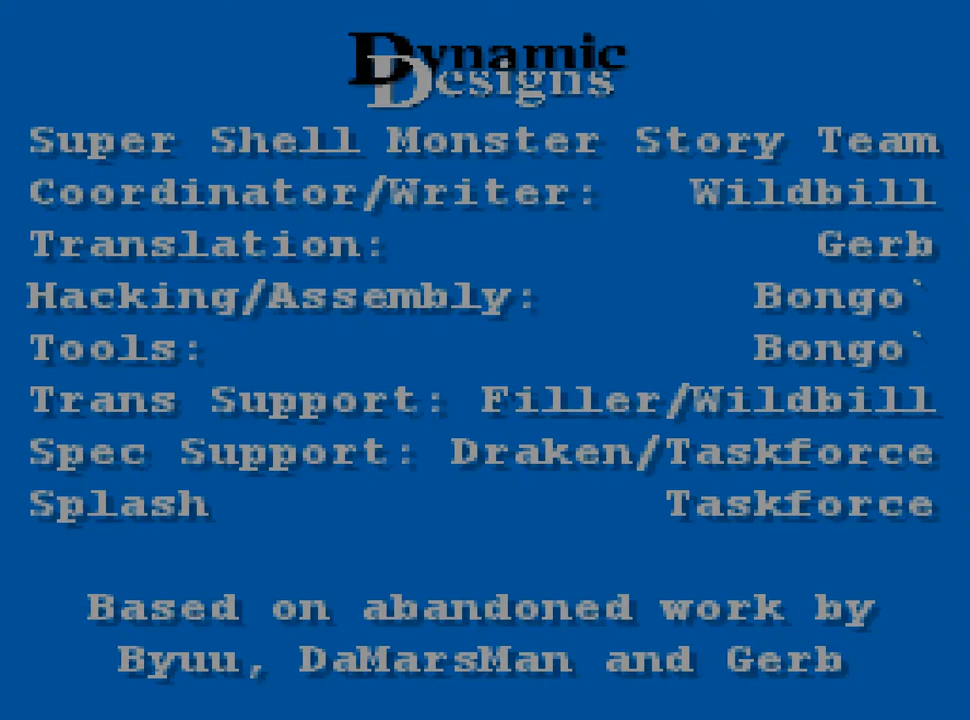 Dynamic
Designs
Super Shell Monster Story Team
Coordinator/Writer: Wildbill
Translation: Gerb
Hacking/Assembly: Bongo`
Tools: Bongo`
Trans Support: Filler/Wildbill
Spec Support: Draken/Taskforce
Splash Taskforce
Based on abandoned work by
Byuu, DaMarsMan and Gerb